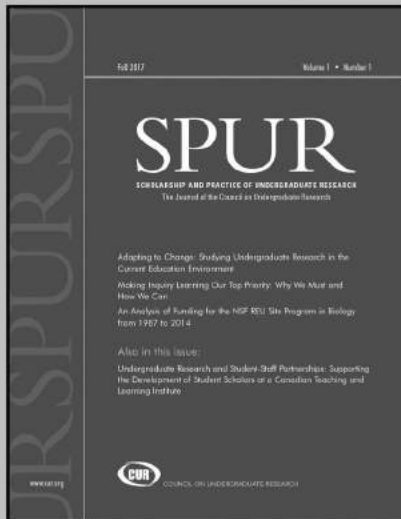 Fall 2017
Volume 1 • Number 1
SPUR
SCHOLARSHIP AND PRACTICE OF UNDERGRADUATE RESEARCH
The Journal of the Council on Undergraduate Research
Adapting to Change: Studying Undergraduate Research in the
Current Education Environment
Making Inquiry Learning Our Top Priority: Why We Must and
How We Can
An Analysis of Funding for the NSF REU Site Program in Biology
from 1987 to 2014
Also in this issue:
Undergraduate Research and Student-Staff Partnerships: Supporting
the Development of Student Scholars at a Canadian Teaching and
Learning Institute
www.cur.org
CUR
COUNCIL ON UNDERGRADUATE RESEARCH
URSPURSPU